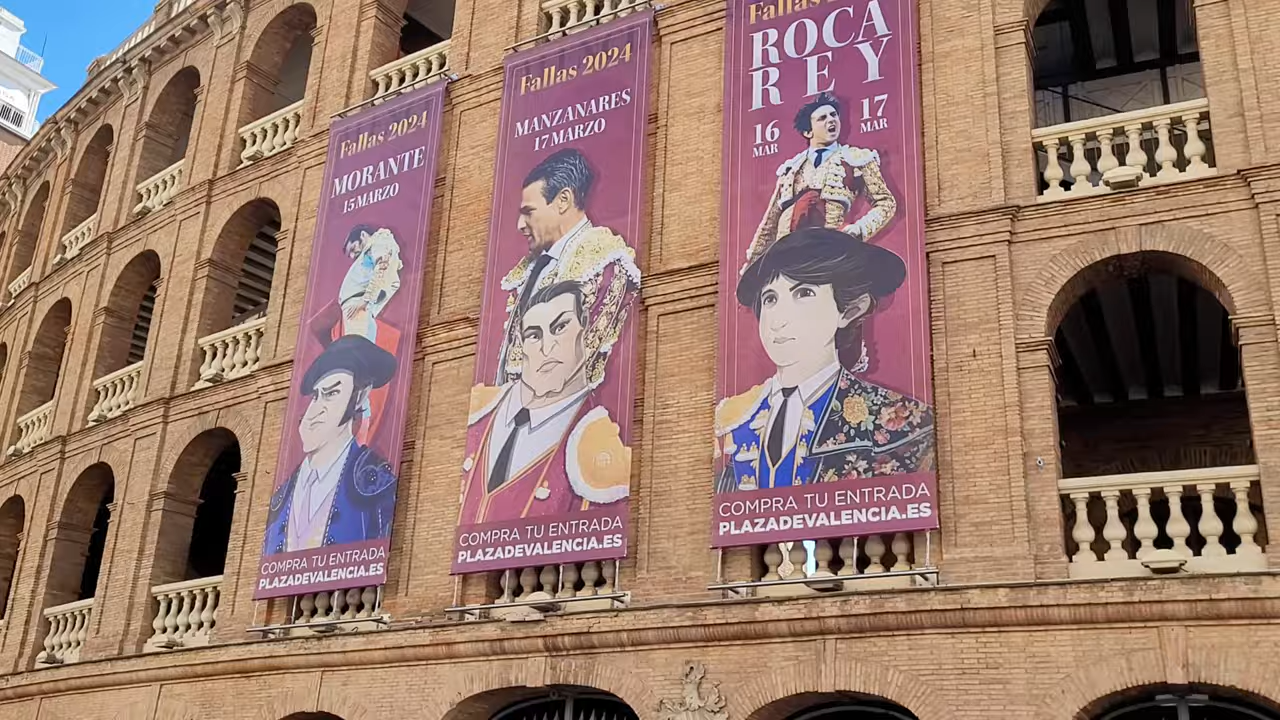 Fallas 2024
MORANTE
15 MARZO
COMPRA TU ENTRADA
PLAZADEVALENCIA.ES
Fallas 2024
MANZANARES
17 MARZO
COMPRA TU ENTRADA
PLAZADEVALENCIA.ES
Fallas
ROCA
REY
16
MAR
17
MAR
COMPRA TU ENTRADA
PLAZADEVALENCIA.ES